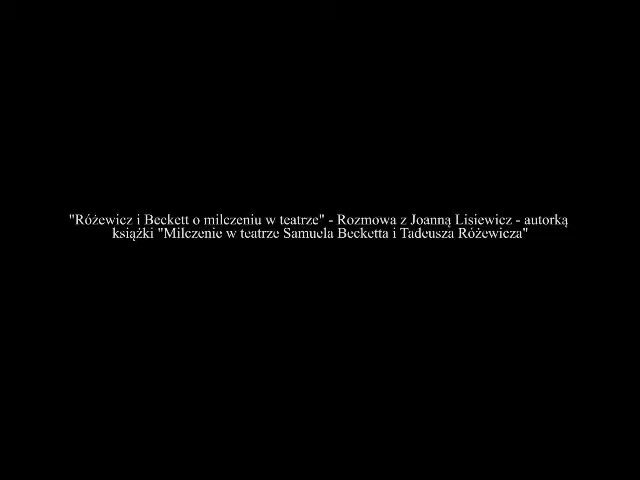 "Różewicz i Beckett o milczeniu w teatrze" - Rozmowa z Joanną Lisiewicz - autorką
książki "Milczenie w teatrze Samuela Becketta i Tadeusza Różewicza"